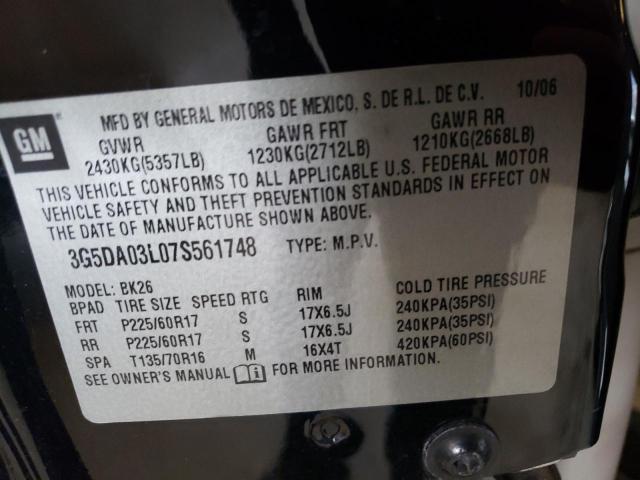 GM
MFD BY GENERAL MOTORS DE MEXICO, S. DE R.L. DE C.V. 10/06
GVWR GAWR FRT GAWR RR
2430KG(5357LB) 1230KG(2712LB) 1210KG(2668LB)
THIS VEHICLE CONFORMS TO ALL APPLICABLE U.S. FEDERAL MOTOR
VEHICLE SAFETY AND THEFT PREVENTION STANDARDS IN EFFECT ON
THE DATE OF MANUFACTURE SHOWN ABOVE.
3G5DA03L07S561748 TYPE: M.P.V.
MODEL: BK26
BPAD TIRE SIZE SPEED RTG RIM COLD TIRE PRESSURE
FRT P225/60R17 S 17X6.5J 240KPA(35PSI)
RR P225/60R17 S 17X6.5J 240KPA(35PSI)
SPA T135/70R16 M 16X4T 420KPA(60PSI)
SEE OWNER'S MANUAL FOR MORE INFORMATION.